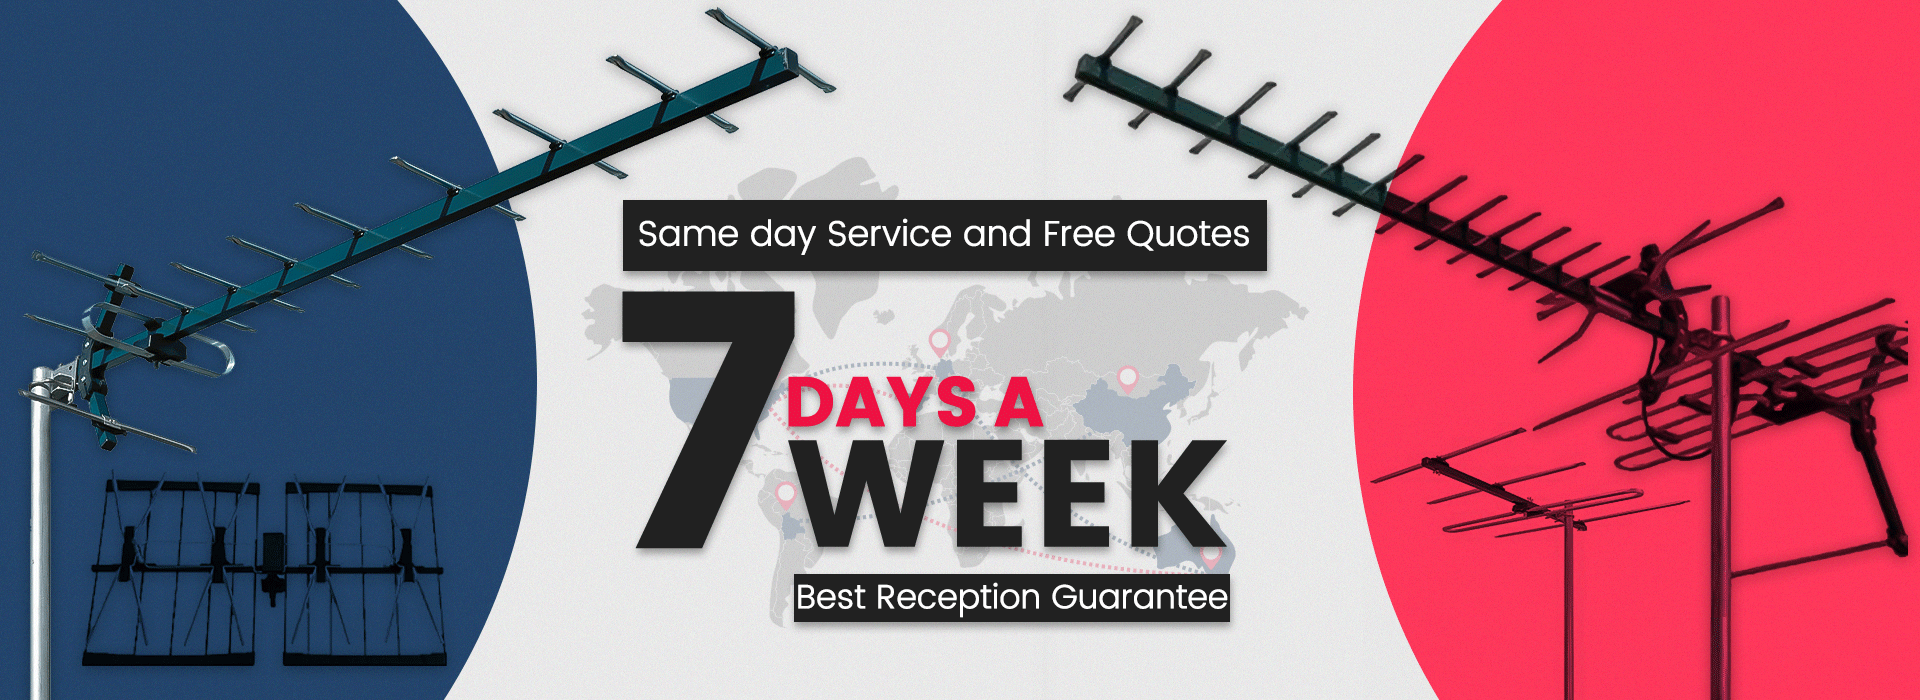 Same day Service and Free Quotes
7 DAYS A
WEEK
Best Reception Guarantee